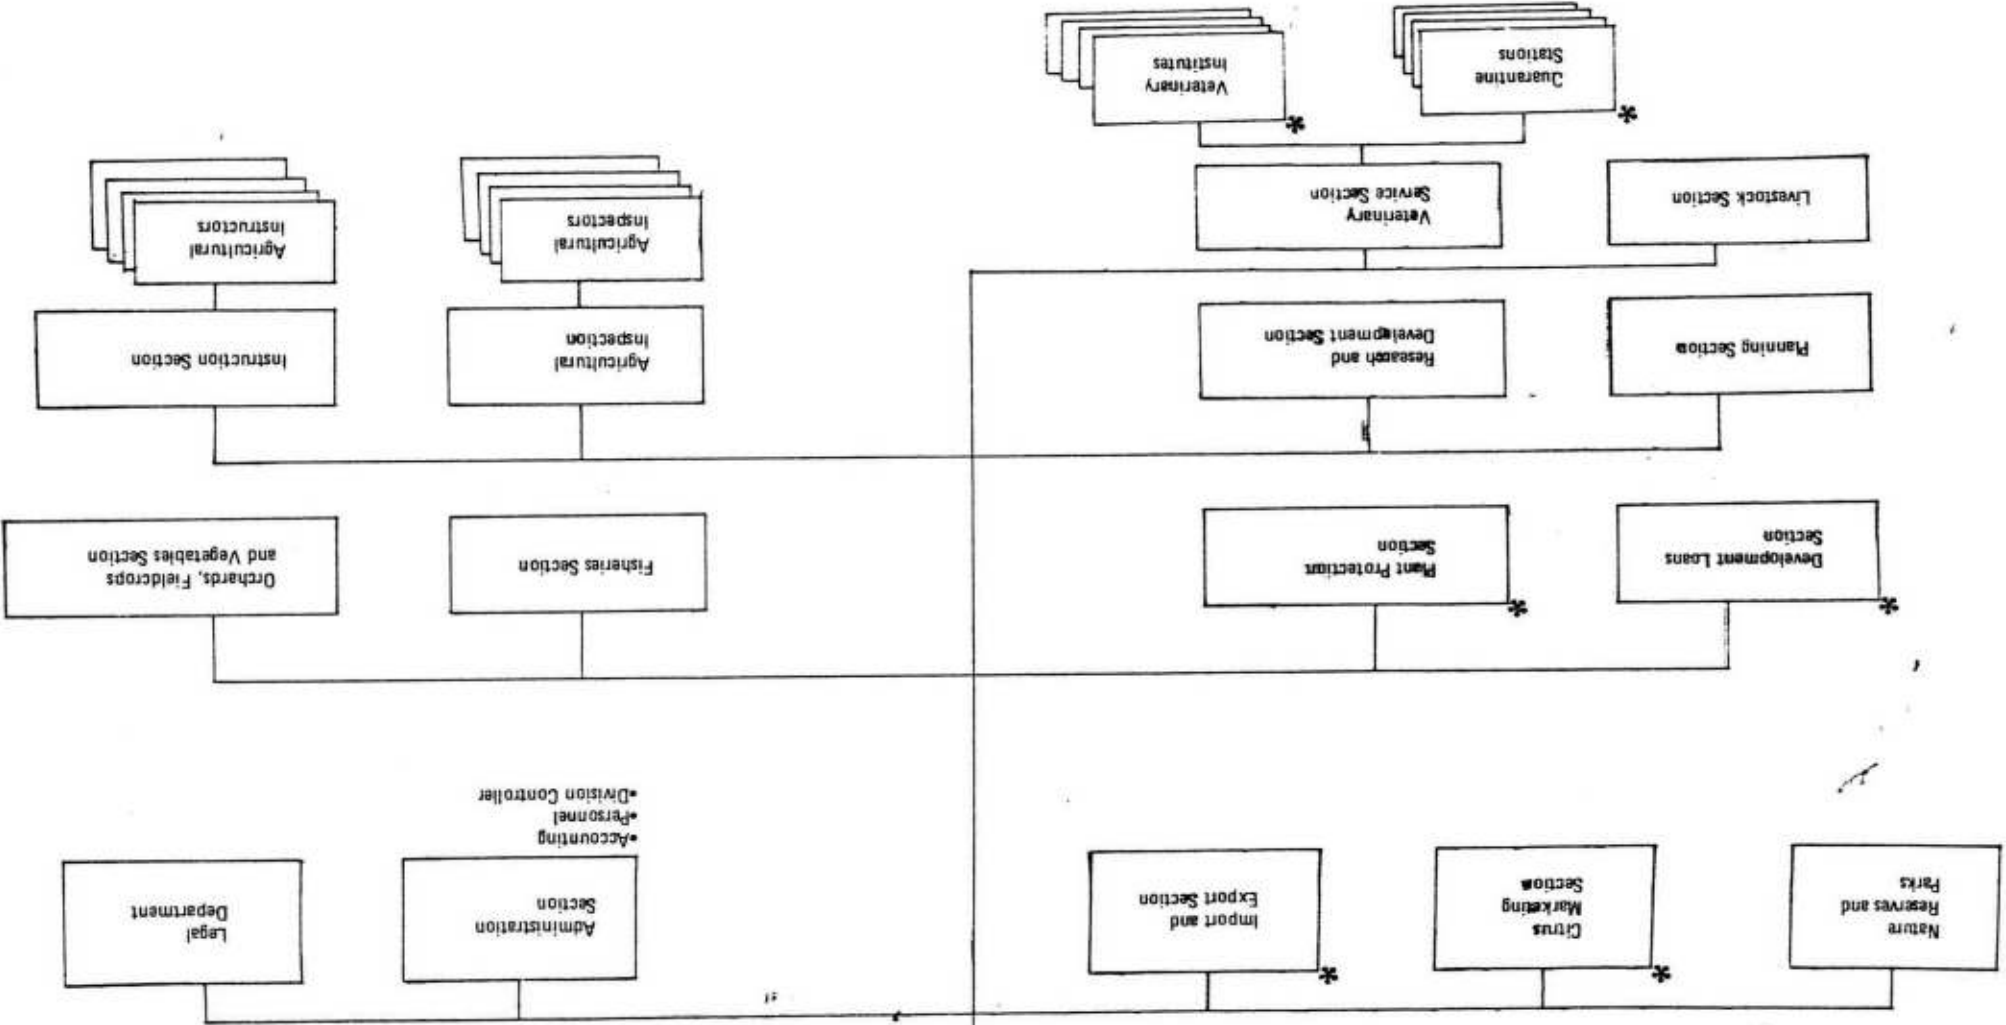 Nature
Reserves and
Parks
*
Citrus
Marketing
Section
*
Import and
Export Section
Administration
Section
•Accounting
•Personnel
•Division Controller
Legal
Department
*
Development Loans
Section
*
Plant Protection
Section
Fisheries Section
Orchards, Fieldcrops
and Vegetables Section
Planning Section
Research and
Development Section
Agricultural
Inspection
Instruction Section
Agricultural
Inspectors
Agricultural
Instructors
Livestock Section
Veterinary
Service Section
*
Quarantine
Stations
*
Veterinary
Institutes